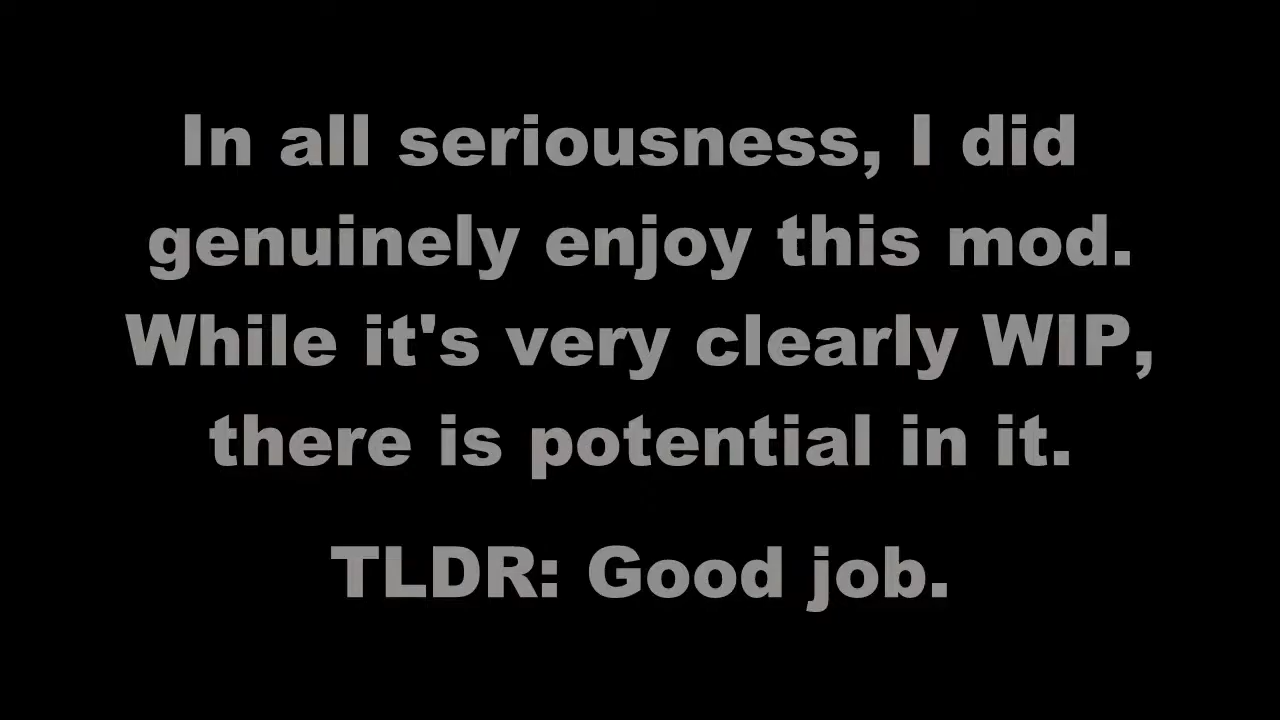 In all seriousness, I did
genuinely enjoy this mod.
While it's very clearly WIP,
there is potential in it.
TLDR: Good job.